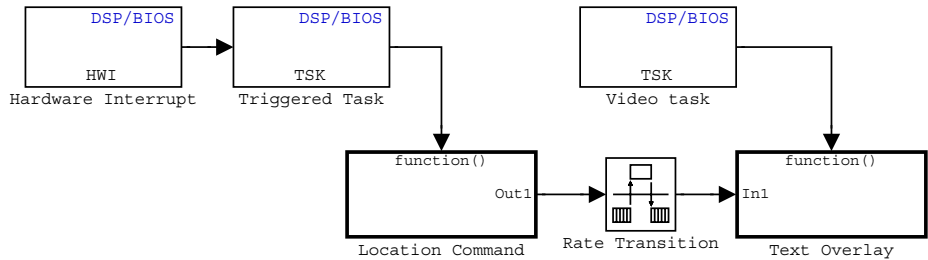 DSP/BIOS
HWI
Hardware Interrupt
DSP/BIOS
TSK
Triggered Task
DSP/BIOS
TSK
Video task
function()
Out1
Location Command
Rate Transition
function()
In1
Text Overlay